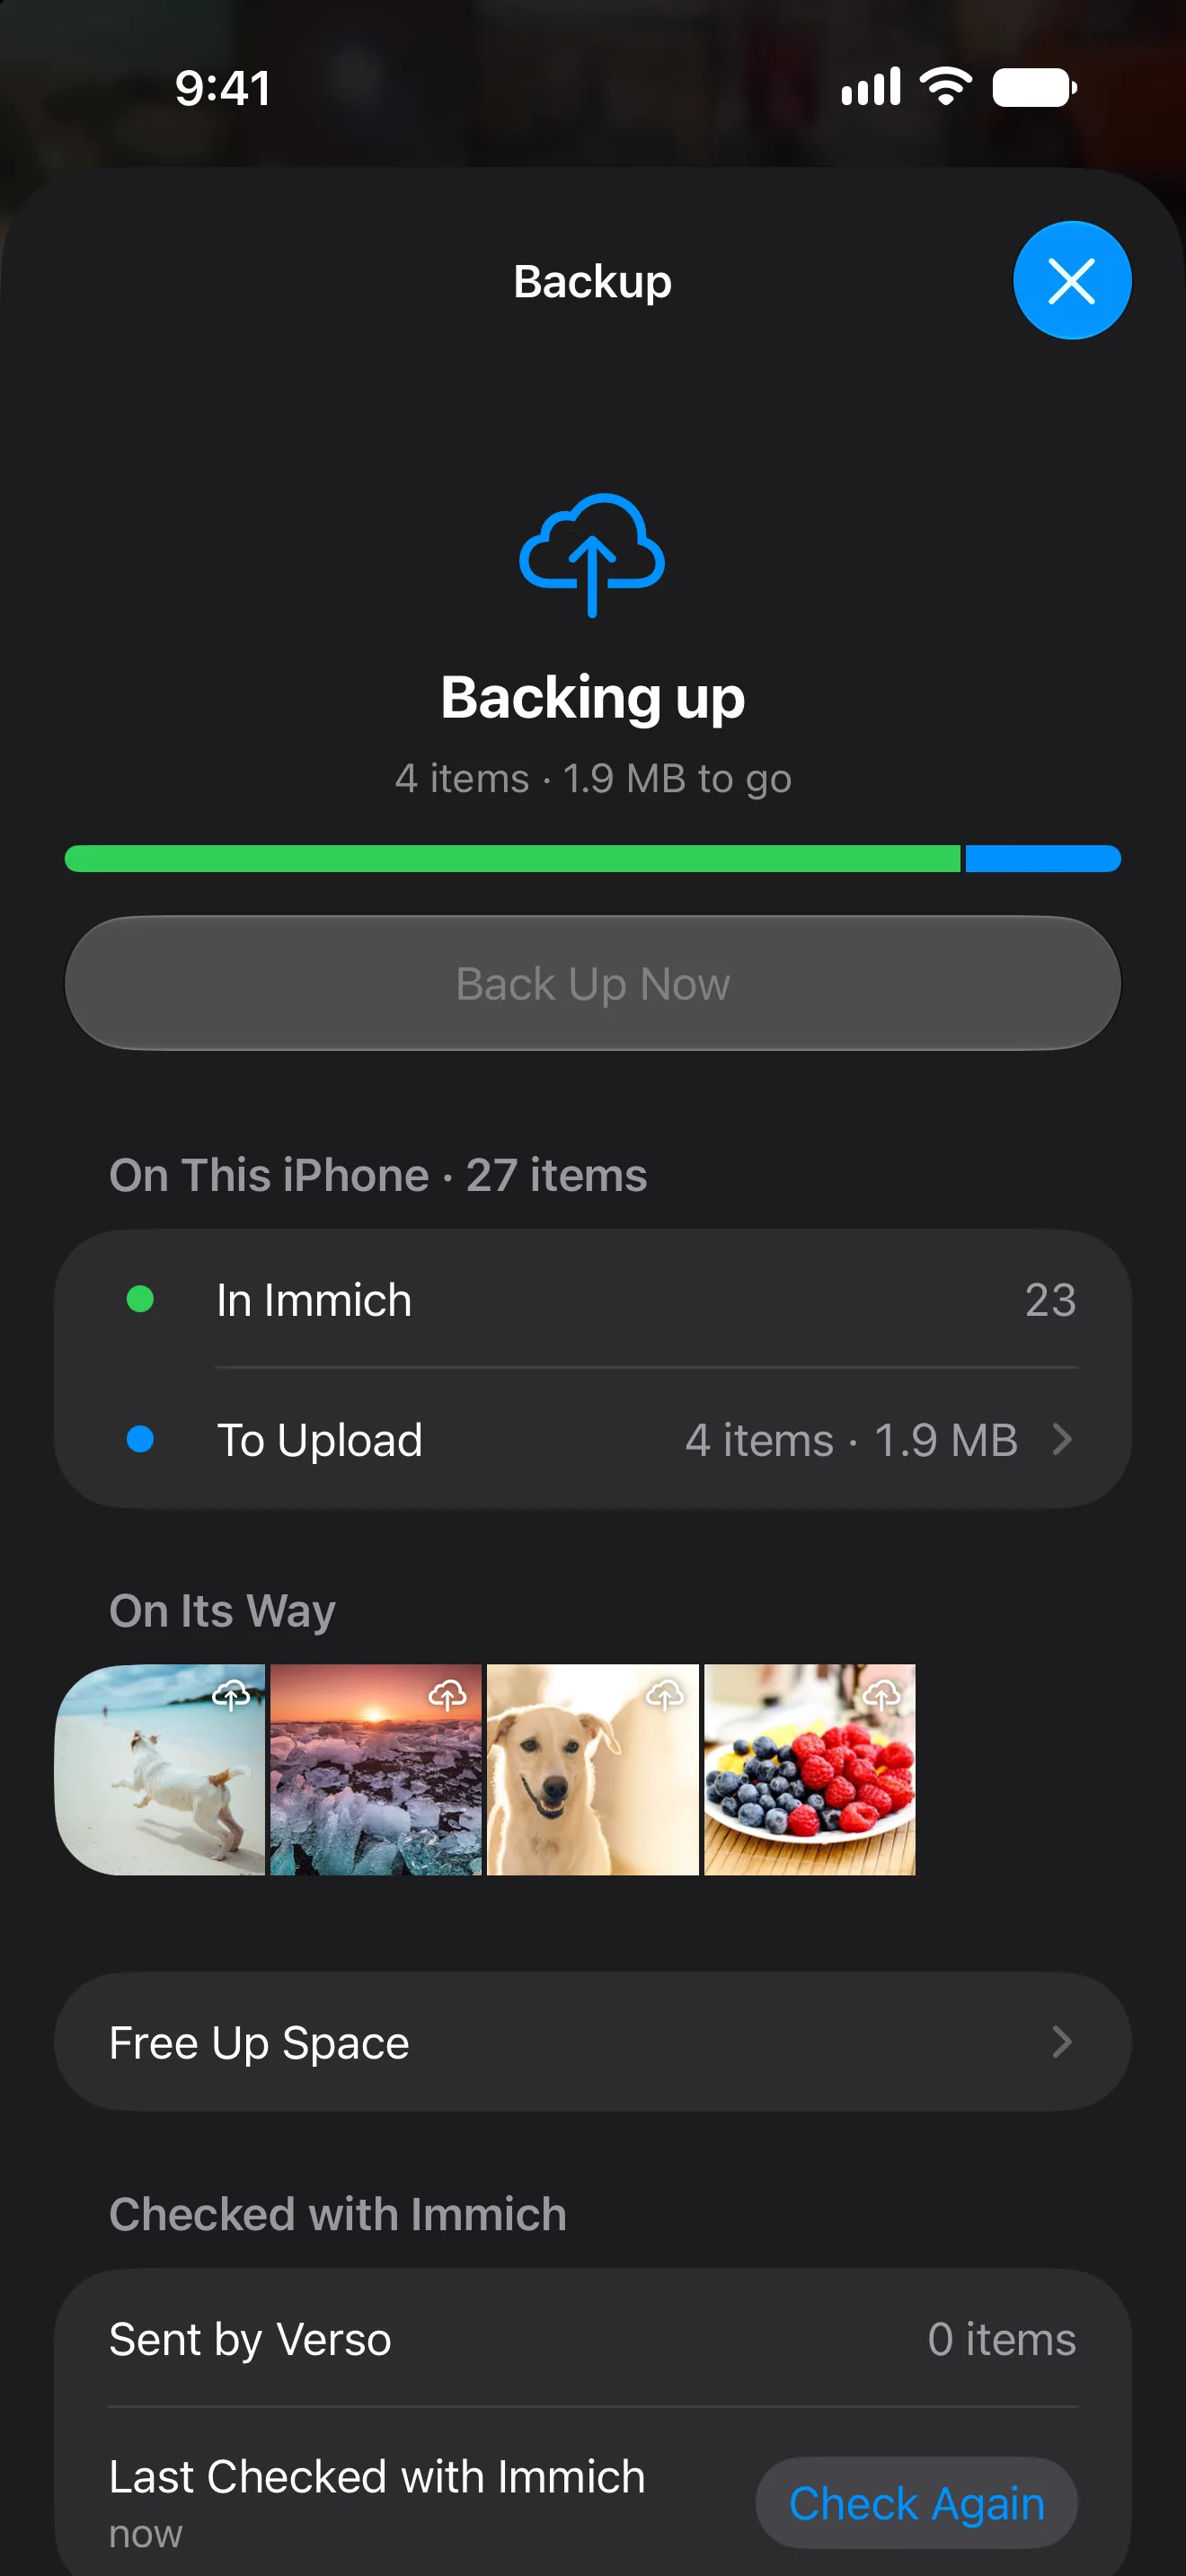 9:41
Backup
Backing up
4 items · 1.9 MB to go
Back Up Now
On This iPhone · 27 items
In Immich 23
To Upload 4 items · 1.9 MB
On Its Way
Free Up Space
Checked with Immich
Sent by Verso 0 items
Last Checked with Immich
now
Check Again